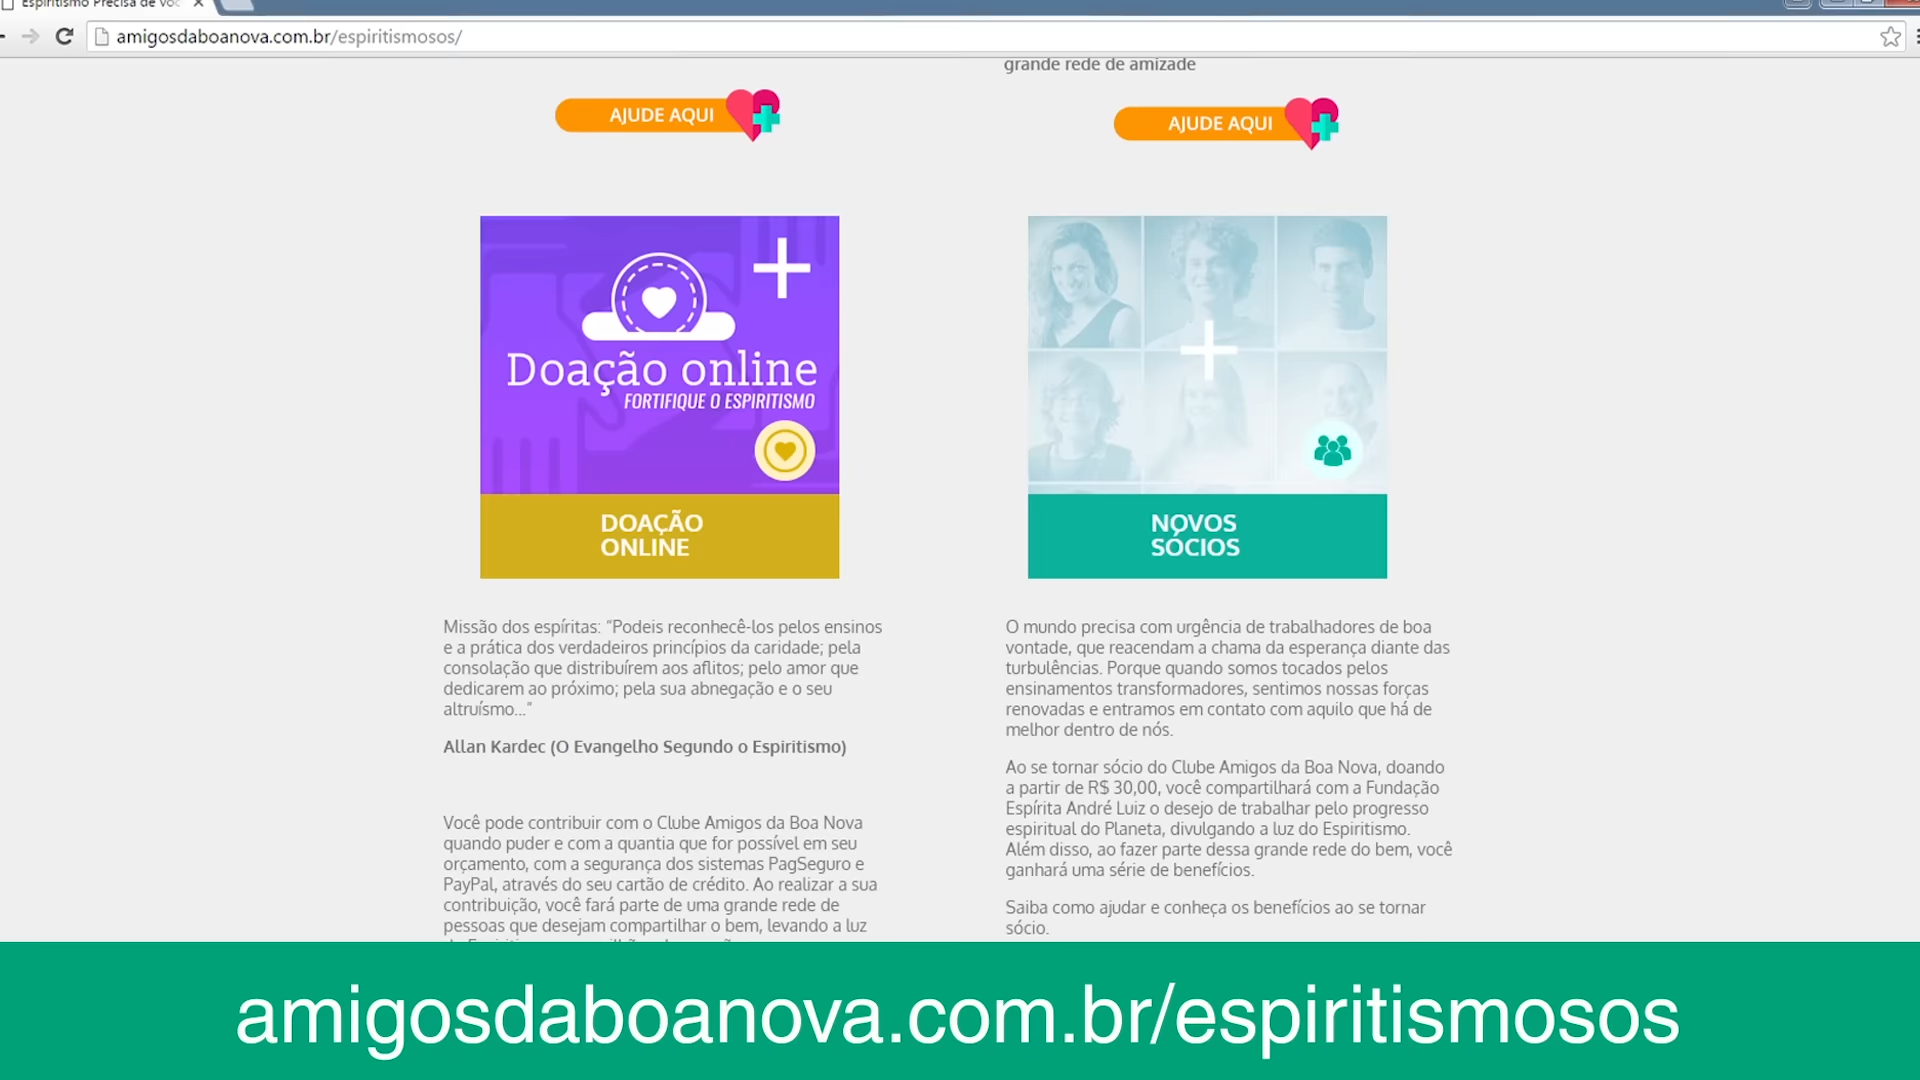 Espiritismo Precisa de Voc
amigosdaboanova.com.br/espiritismosos/
grande rede de amizade
AJUDE AQUI
AJUDE AQUI
Doação online
FORTIFIQUE O ESPIRITISMO
DOAÇÃO
ONLINE
Missão dos espíritas: “Podeis reconhecê-los pelos ensinos
e a prática dos verdadeiros princípios da caridade; pela
consolação que distribuírem aos aflitos; pelo amor que
dedicarem ao próximo; pela sua abnegação e o seu
altruísmo...”
Allan Kardec (O Evangelho Segundo o Espiritismo)
Você pode contribuir com o Clube Amigos da Boa Nova
quando puder e com a quantia que for possível em seu
orçamento, com a segurança dos sistemas PagSeguro e
PayPal, através do seu cartão de crédito. Ao realizar a sua
contribuição, você fará parte de uma grande rede de
pessoas que desejam compartilhar o bem, levando a luz
NOVOS
SÓCIOS
O mundo precisa com urgência de trabalhadores de boa
vontade, que reacendam a chama da esperança diante das
turbulências. Porque quando somos tocados pelos
ensinamentos transformadores, sentimos nossas forças
renovadas e entramos em contato com aquilo que há de
melhor dentro de nós.
Ao se tornar sócio do Clube Amigos da Boa Nova, doando
a partir de R$ 30,00, você compartilhará com a Fundação
Espírita André Luiz o desejo de trabalhar pelo progresso
espiritual do Planeta, divulgando a luz do Espiritismo.
Além disso, ao fazer parte dessa grande rede do bem, você
ganhará uma série de benefícios.
Saiba como ajudar e conheça os benefícios ao se tornar
sócio.
amigosdaboanova.com.br/espiritismosos